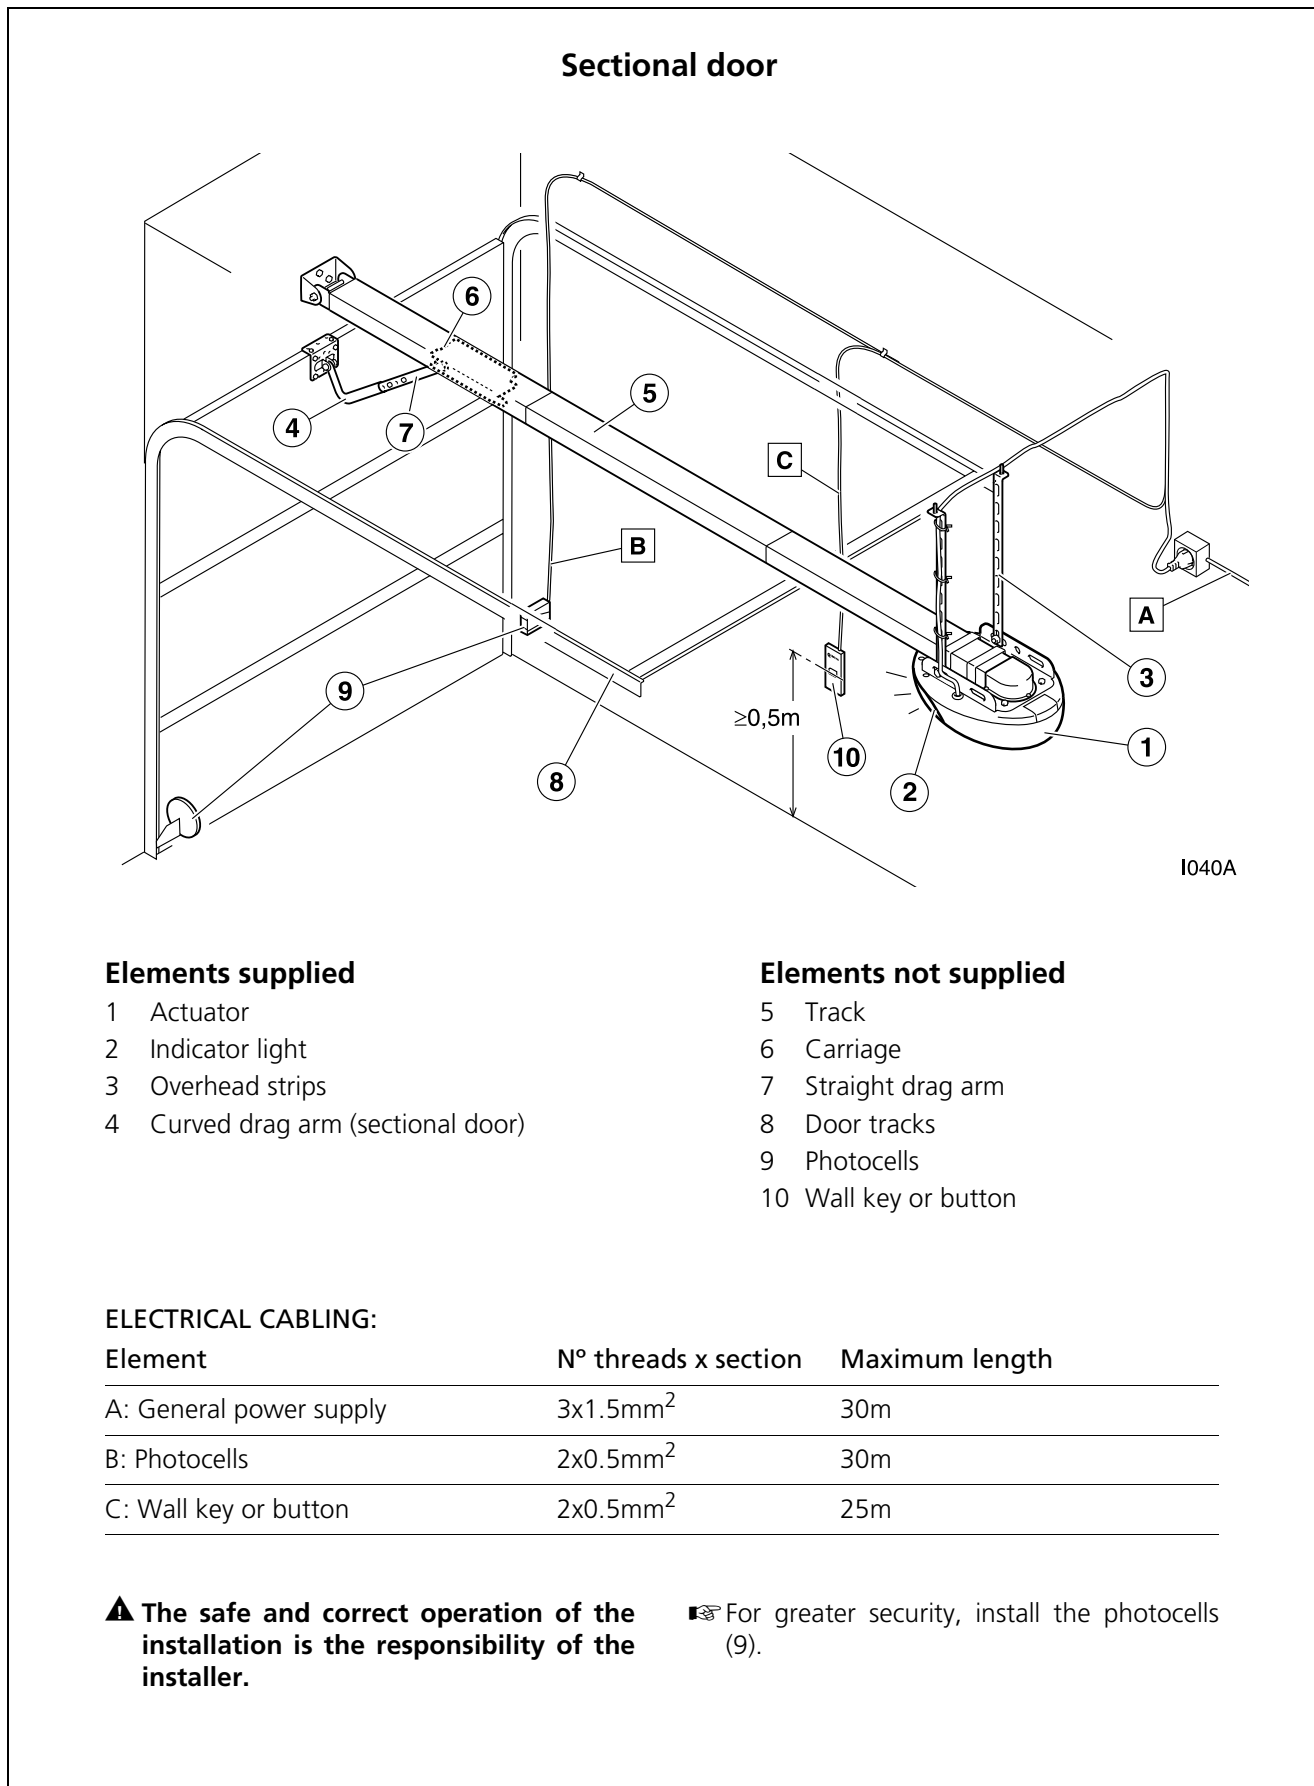 Sectional door
6
5
4
7
C
B
A
9
3
≥0,5m
10
1
8
2
I040A
Elements supplied
1 Actuator
2 Indicator light
3 Overhead strips
4 Curved drag arm (sectional door)
Elements not supplied
5 Track
6 Carriage
7 Straight drag arm
8 Door tracks
9 Photocells
10 Wall key or button
ELECTRICAL CABLING:
Element Nº threads x section Maximum length
A: General power supply 3x1.5mm² 30m
B: Photocells 2x0.5mm² 30m
C: Wall key or button 2x0.5mm² 25m
The safe and correct operation of the
installation is the responsibility of the
installer.
☞ For greater security, install the photocells
(9).